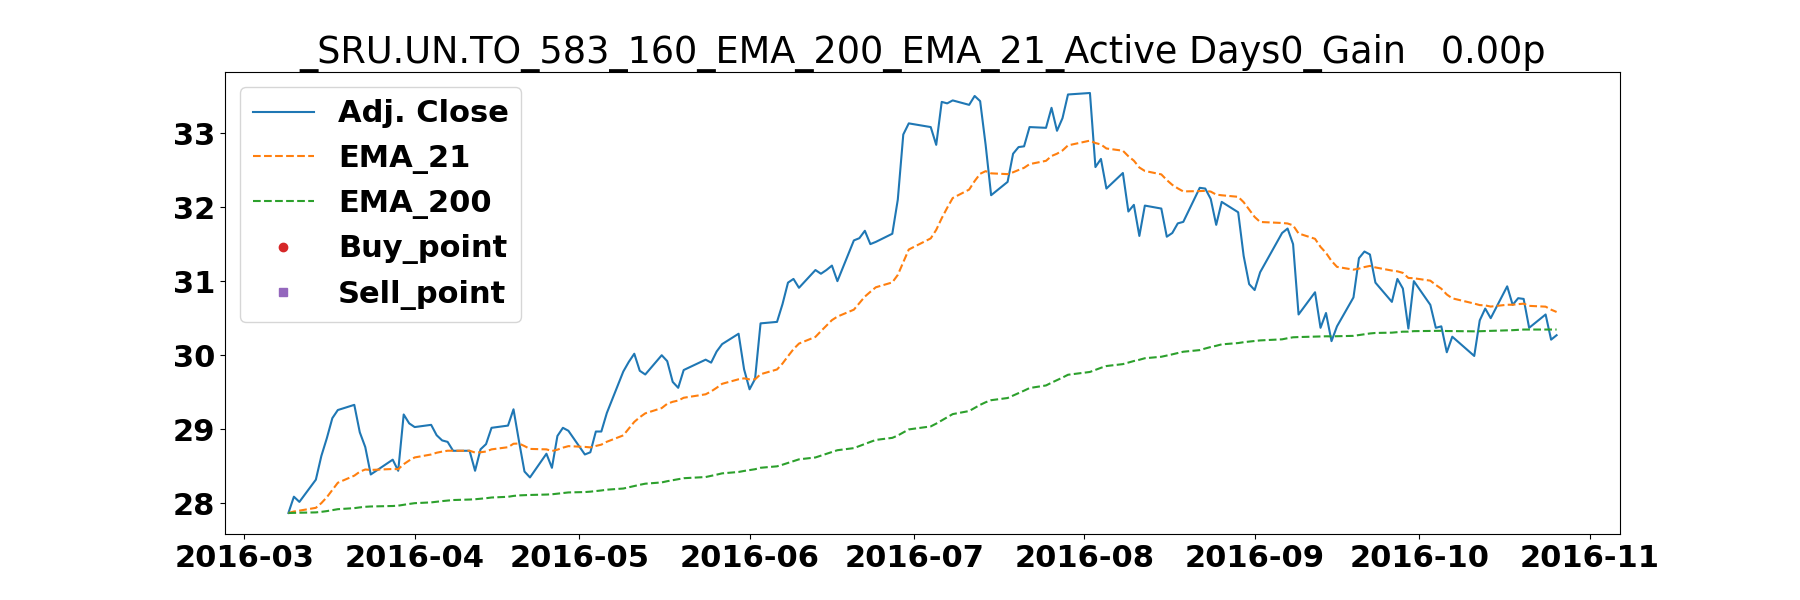 _SRU.UN.TO_583_160_EMA_200_EMA_21_Active Days0_Gain   0.00p
Adj. Close
EMA_21
EMA_200
Buy_point
Sell_point
33
32
31
30
29
28
2016-03 2016-04 2016-05 2016-06 2016-07 2016-08 2016-09 2016-10 2016-11